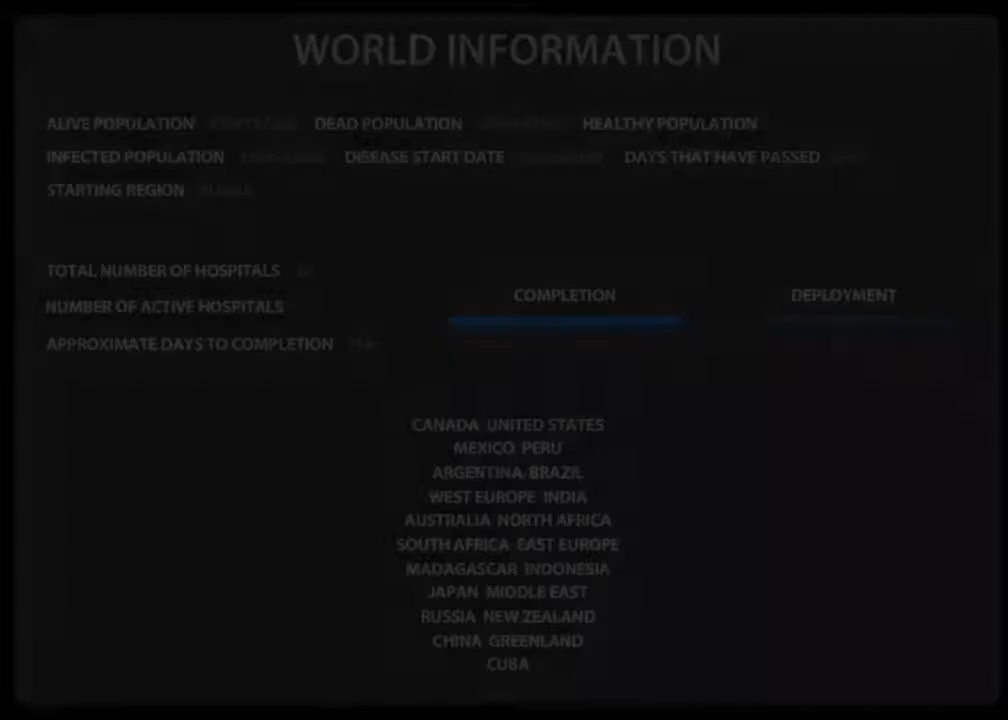 WORLD INFORMATION
ALIVE POPULATION DEAD POPULATION HEALTHY POPULATION
INFECTED POPULATION DISEASE START DATE DAYS THAT HAVE PASSED
STARTING REGION
TOTAL NUMBER OF HOSPITALS
COMPLETION DEPLOYMENT
NUMBER OF ACTIVE HOSPITALS
APPROXIMATE DAYS TO COMPLETION
CANADA UNITED STATES
MEXICO PERU
ARGENTINA BRAZIL
WEST EUROPE INDIA
AUSTRALIA NORTH AFRICA
SOUTH AFRICA EAST EUROPE
MADAGASCAR INDONESIA
JAPAN MIDDLE EAST
RUSSIA NEW ZEALAND
CHINA GREENLAND
CUBA